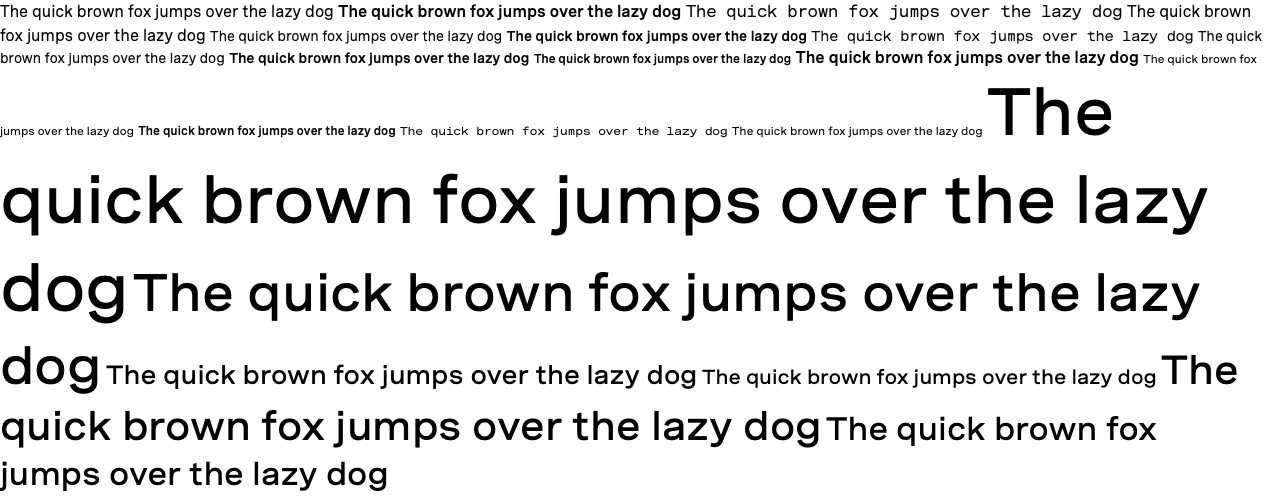 The quick brown fox jumps over the lazy dog The quick brown fox jumps over the lazy dog The quick brown fox jumps over the lazy dog The quick brown
fox jumps over the lazy dog The quick brown fox jumps over the lazy dog The quick brown fox jumps over the lazy dog The quick brown fox jumps over the lazy dog The quick
brown fox jumps over the lazy dog The quick brown fox jumps over the lazy dog The quick brown fox jumps over the lazy dog The quick brown fox jumps over the lazy dog The quick brown fox
jumps over the lazy dog The quick brown fox jumps over the lazy dog The quick brown fox jumps over the lazy dog The quick brown fox jumps over the lazy dog The
quick brown fox jumps over the lazy
dog The quick brown fox jumps over the lazy
dog The quick brown fox jumps over the lazy dog The quick brown fox jumps over the lazy dog The
quick brown fox jumps over the lazy dog The quick brown fox
jumps over the lazy dog